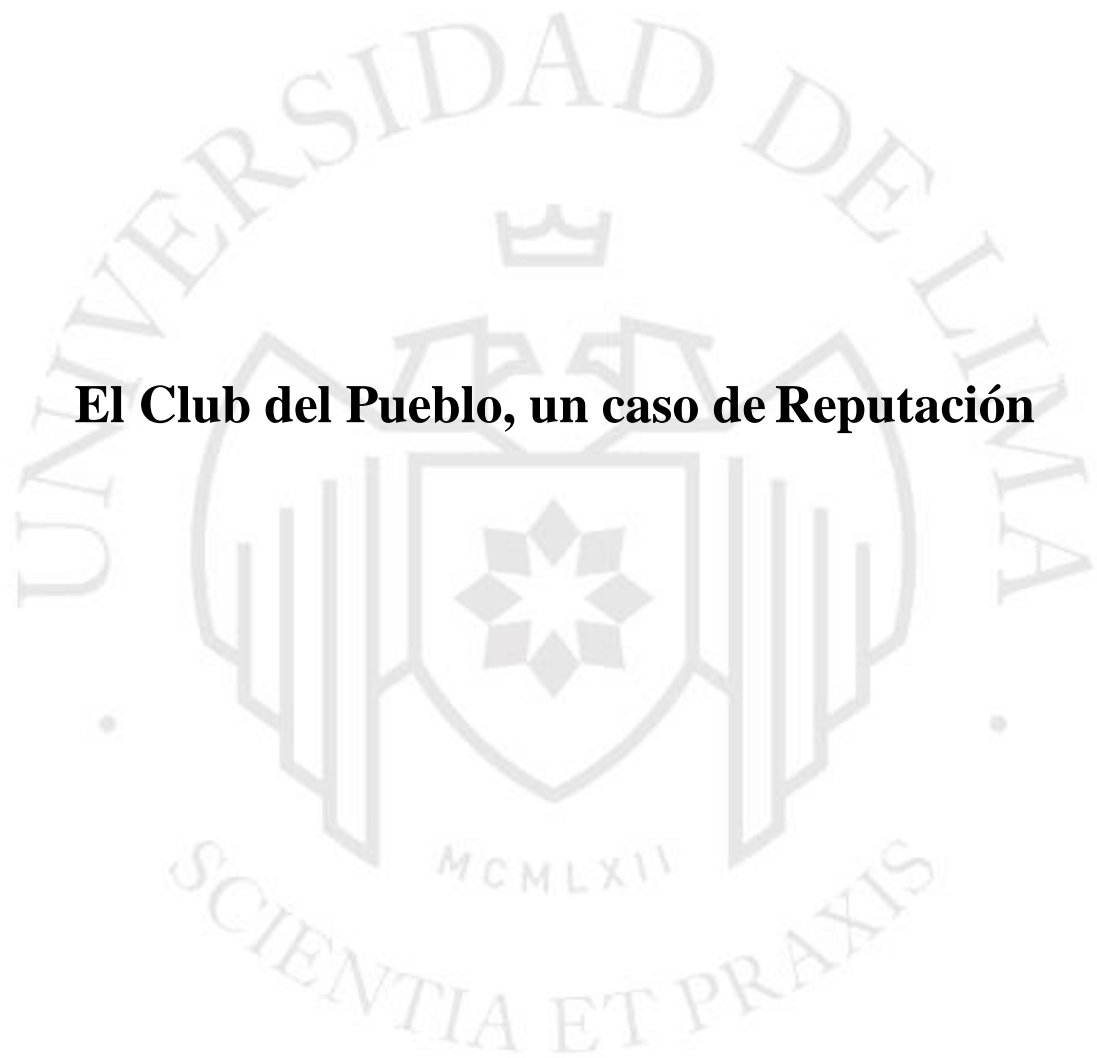 UNIVERSIDAD DE LIMA
El Club del Pueblo, un caso de Reputación
MCMLXII
SCIENTIA ET PRAXIS